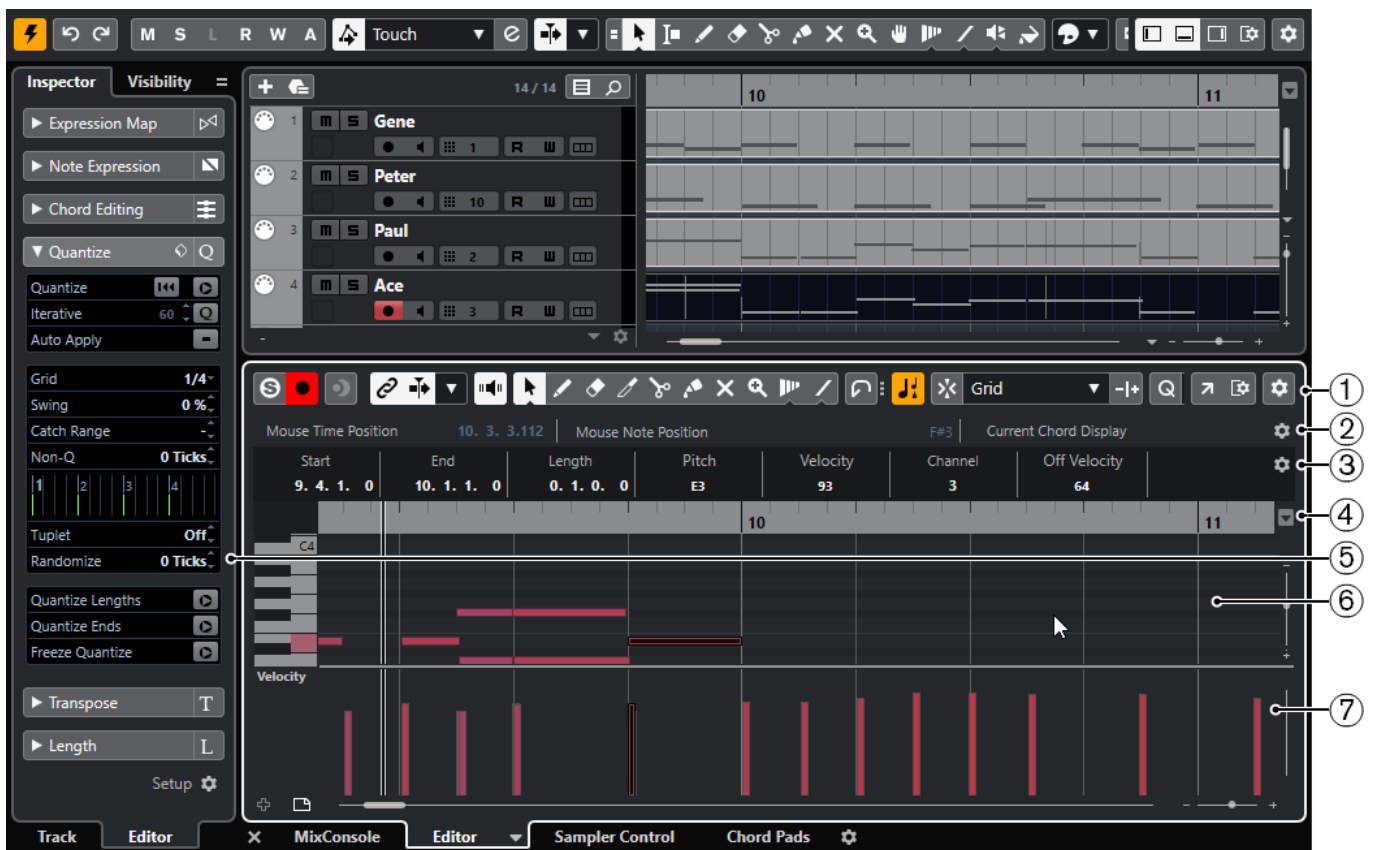 M S L R W A Touch
Inspector Visibility
14 / 14
10 11
Expression Map
Note Expression
Chord Editing
Quantize Q
Quantize
Iterative 60 Q
Auto Apply
Grid 1/4
Swing 0 %
Catch Range -
Non-Q 0 Ticks
1 2 3 4
Tuplet Off
Randomize 0 Ticks
Quantize Lengths
Quantize Ends
Freeze Quantize
Transpose T
Length L
Setup
1 m S Gene
1 R W
2 m S Peter
10 R W
3 m S Paul
2 R W
4 m S Ace
3 R W
-
S Grid Q
Mouse Time Position 10. 3. 3.112 Mouse Note Position F#3 Current Chord Display
Start End Length Pitch Velocity Channel Off Velocity
9. 4. 1. 0 10. 1. 1. 0 0. 1. 0. 0 E3 93 3 64
10 11
C4
Velocity
1
2
3
4
5
6
7
Track Editor MixConsole Editor Sampler Control Chord Pads